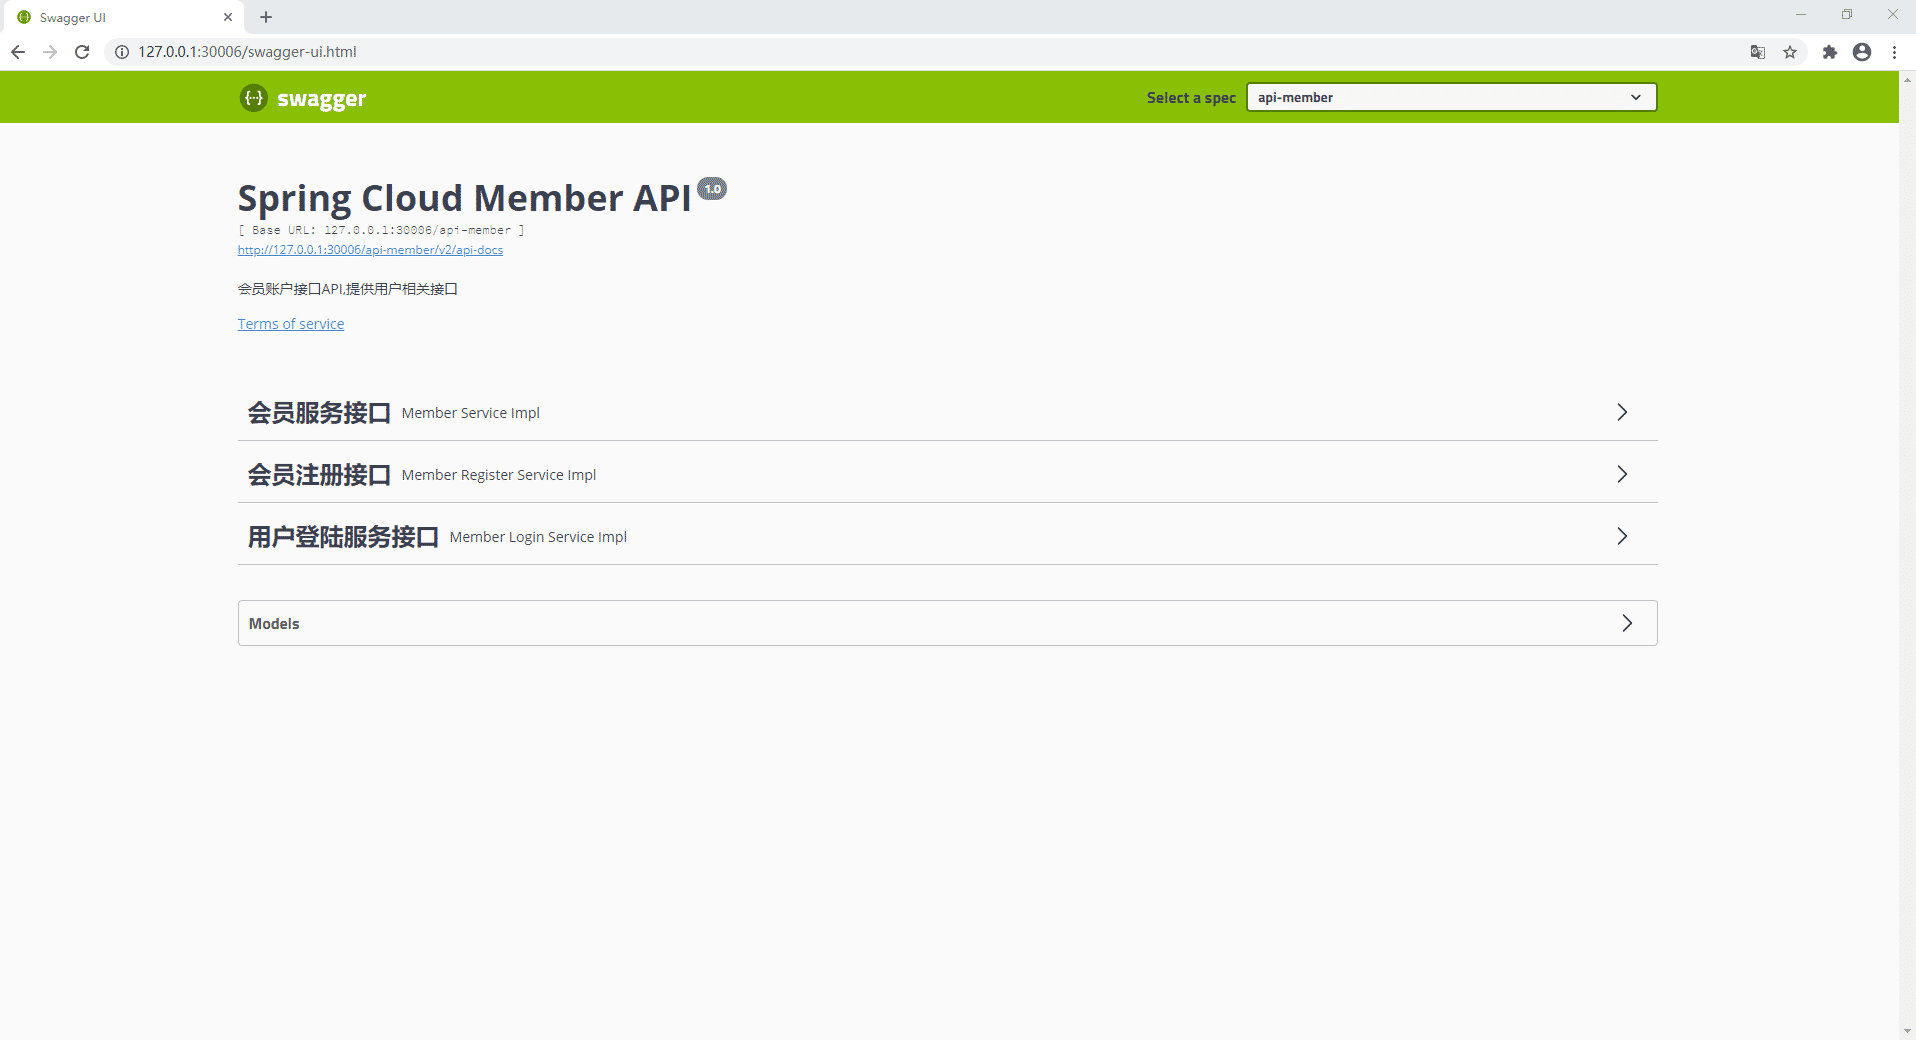 Swagger UI
127.0.0.1:30006/swagger-ui.html
swagger
Select a spec
api-member
Spring Cloud Member API 1.0
[ Base URL: 127.0.0.1:30006/api-member ]
http://127.0.0.1:30006/api-member/v2/api-docs
会员账户接口API,提供用户相关接口
Terms of service
会员服务接口 Member Service Impl
会员注册接口 Member Register Service Impl
用户登陆服务接口 Member Login Service Impl
Models